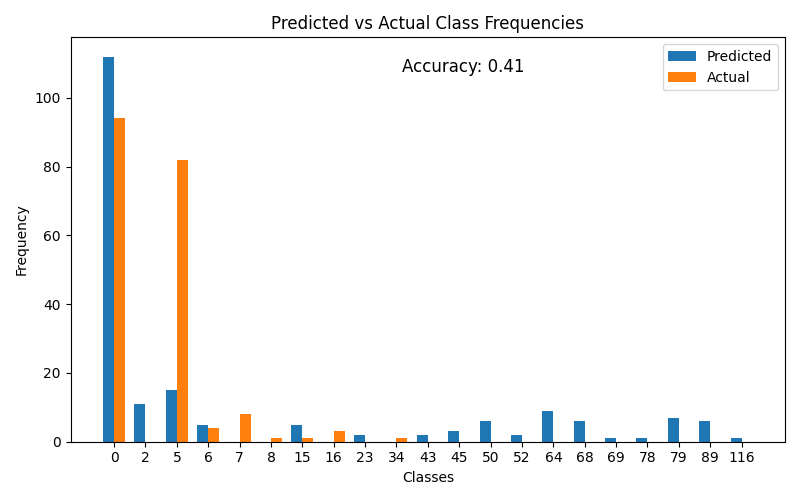 Predicted vs Actual Class Frequencies
Accuracy: 0.41
Predicted
Actual
Frequency
100
80
60
40
20
0
0 2 5 6 7 8 15 16 23 34 43 45 50 52 64 68 69 78 79 89 116
Classes